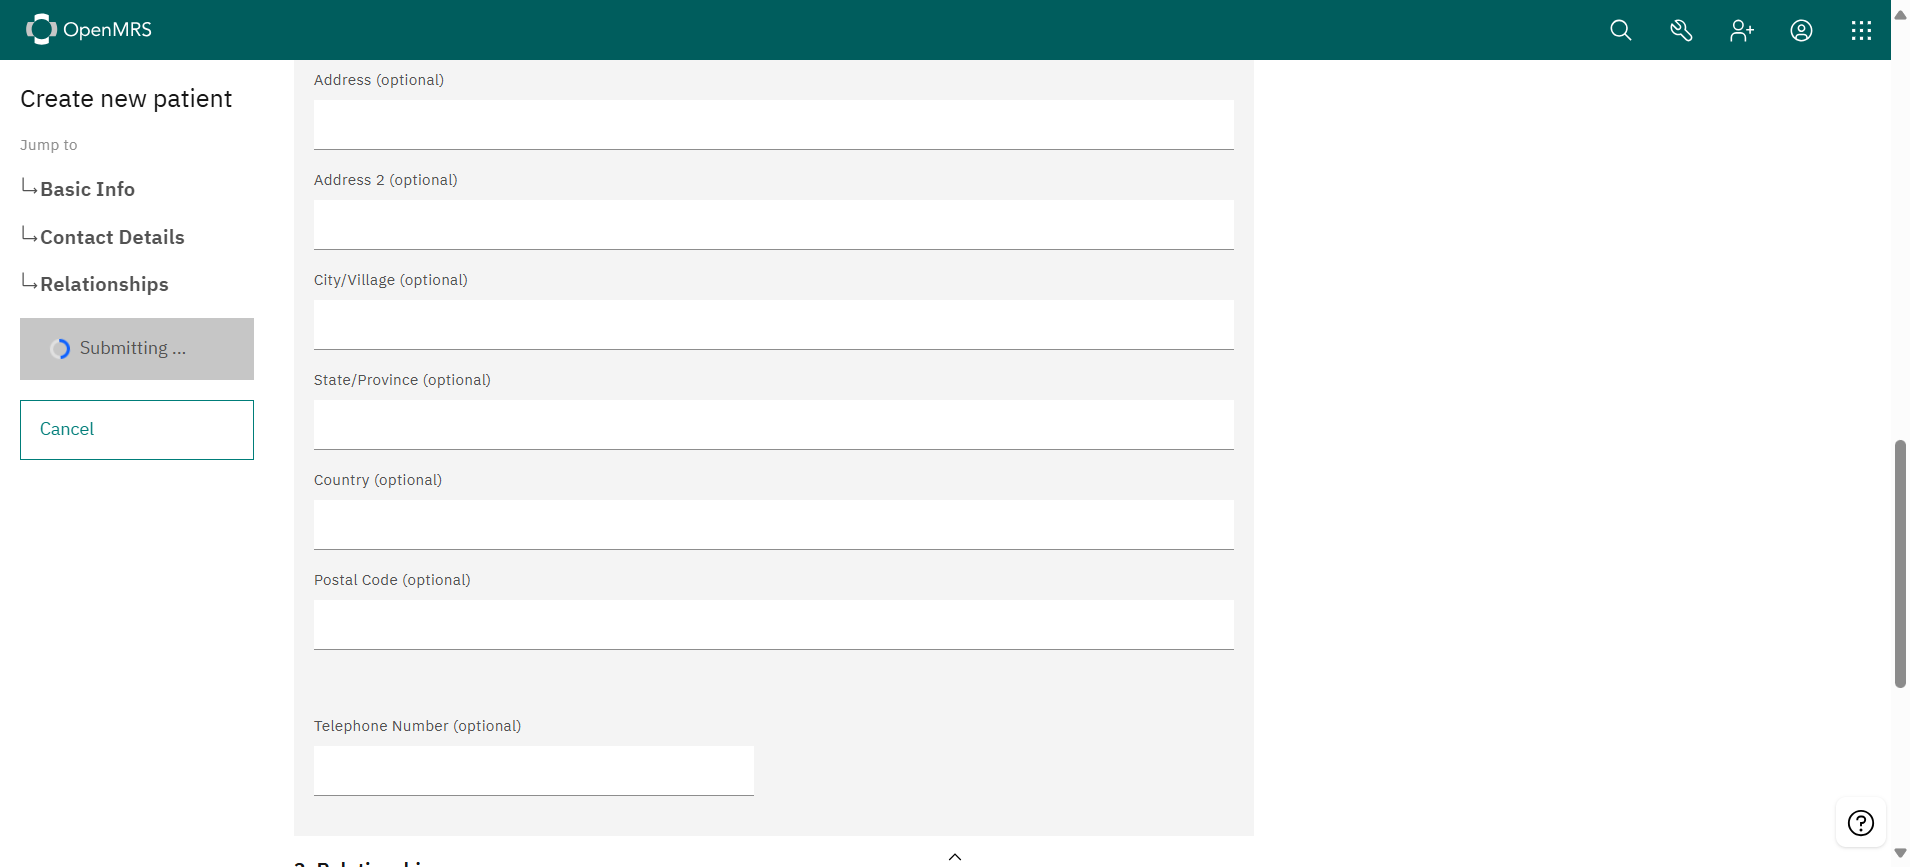 OpenMRS
Create new patient
Jump to
Basic Info
Contact Details
Relationships
Submitting ...
Cancel
Address (optional)
Address 2 (optional)
City/Village (optional)
State/Province (optional)
Country (optional)
Postal Code (optional)
Telephone Number (optional)